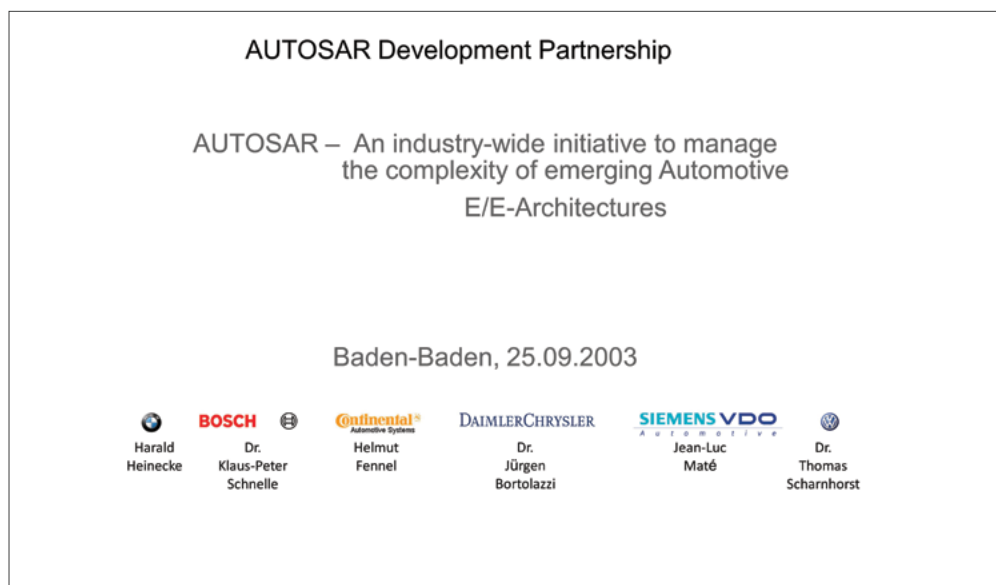 AUTOSAR Development Partnership
AUTOSAR – An industry-wide initiative to manage
the complexity of emerging Automotive
E/E-Architectures
Baden-Baden, 25.09.2003
BOSCH
Continental
Automotive Systems
DAIMLERCHRYSLER
SIEMENS VDO
Automotive
Harald
Heinecke
Dr.
Klaus-Peter
Schnelle
Helmut
Fennel
Dr.
Jürgen
Bortolazzi
Jean-Luc
Maté
Dr.
Thomas
Scharnhorst